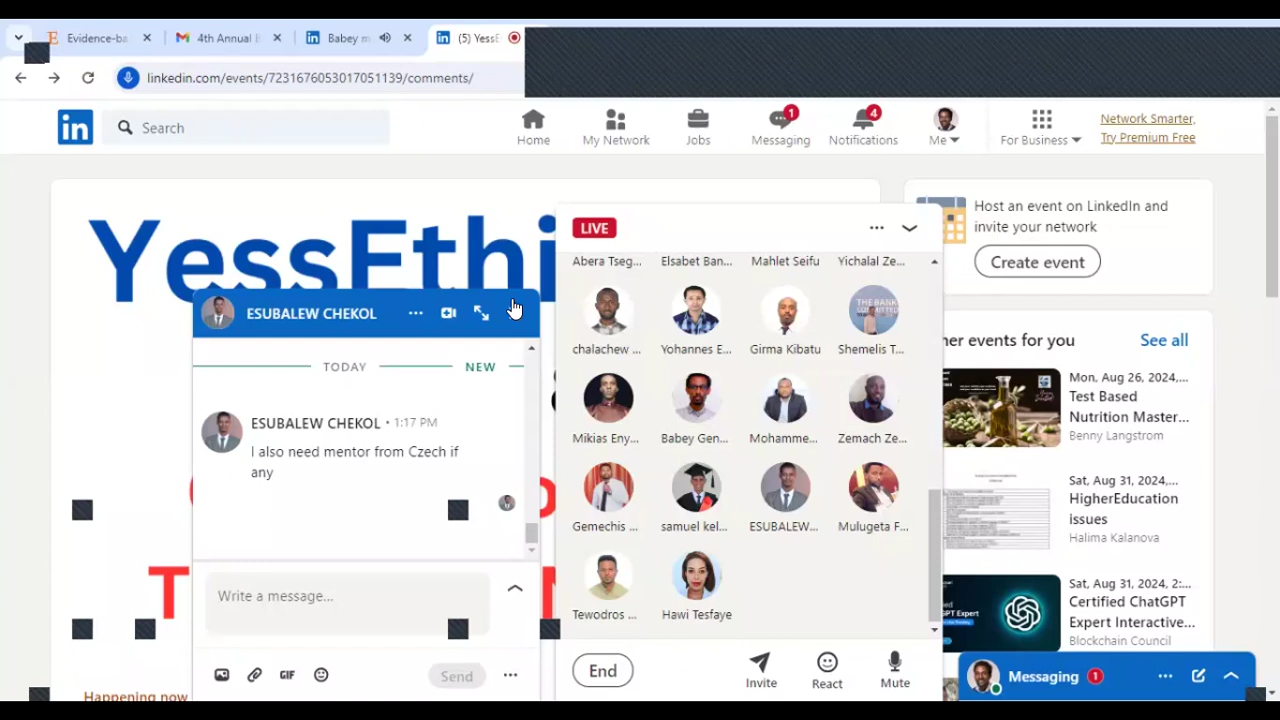 Evidence-ba
4th Annual B
Babey m
(5) YessE
linkedin.com/events/7231676053017051139/comments/
in
Search
Home
My Network
Jobs
1
Messaging
4
Notifications
Me
For Business
Network Smarter,
Try Premium Free
YessEthi
ESUBALEW CHEKOL
TODAY
NEW
ESUBALEW CHEKOL • 1:17 PM
I also need mentor from Czech if
any
Write a message...
GIF
Send
Happening now
LIVE
Abera Tseg... Elsabet Ban... Mahlet Seifu Yichalal Ze...
chalachew ... Yohannes E... Girma Kibatu Shemelis T...
Mikias Eny... Babey Gen... Mohamme... Zemach Ze...
Gemechis ... samuel kel... ESUBALEW... Mulugeta F...
Tewodros ... Hawi Tesfaye
End
Invite
React
Mute
Host an event on LinkedIn and
invite your network
Create event
her events for you
See all
Mon, Aug 26, 2024,...
Test Based
Nutrition Master...
Benny Langstrom
Sat, Aug 31, 2024,...
HigherEducation
issues
Halima Kalanova
Sat, Aug 31, 2024, 2:...
Certified ChatGPT
Expert Interactive...
Blockchain Council
Messaging 1